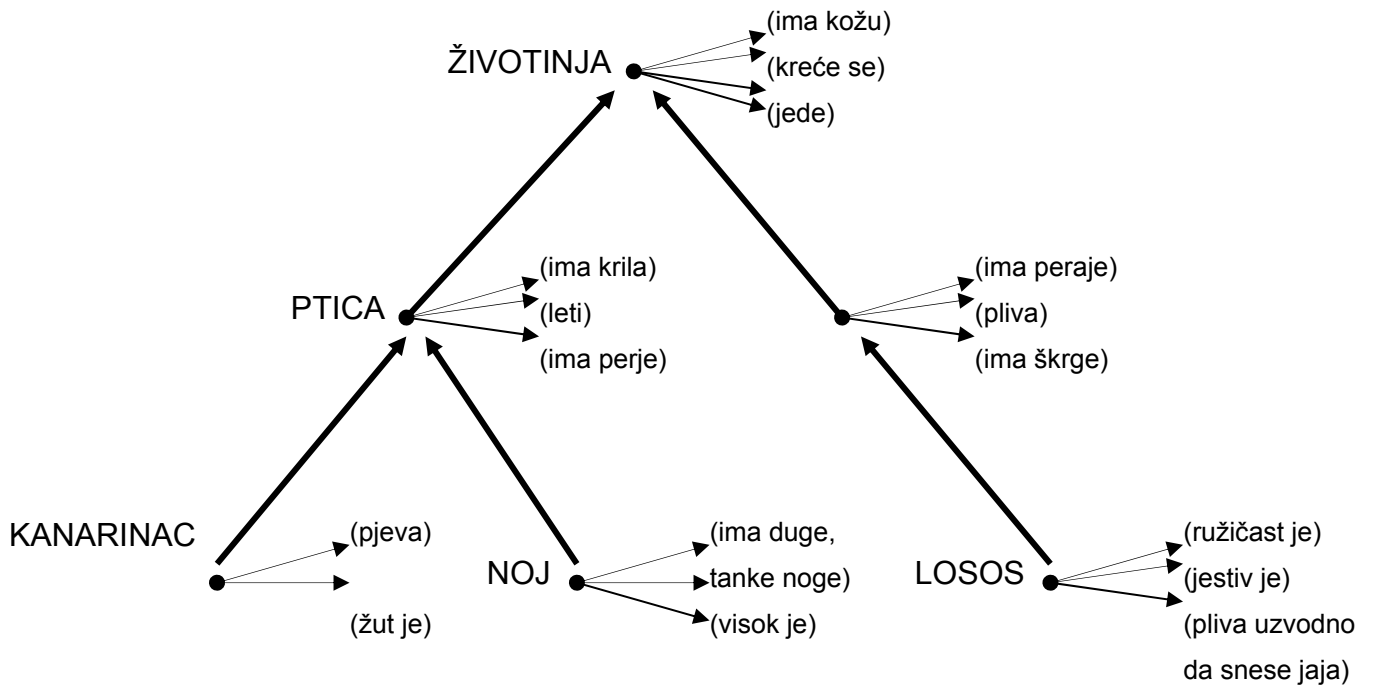 (ima kožu)
ŽIVOTINJA
(kreće se)
(jede)
(ima krila)
(ima peraje)
PTICA
(leti)
(pliva)
(ima perje)
(ima škrge)
KANARINAC
(pjeva)
(ima duge,
(ružičast je)
NOJ
tanke noge)
LOSOS
(jestiv je)
(žut je)
(visok je)
(pliva uzvodno
da snese jaja)